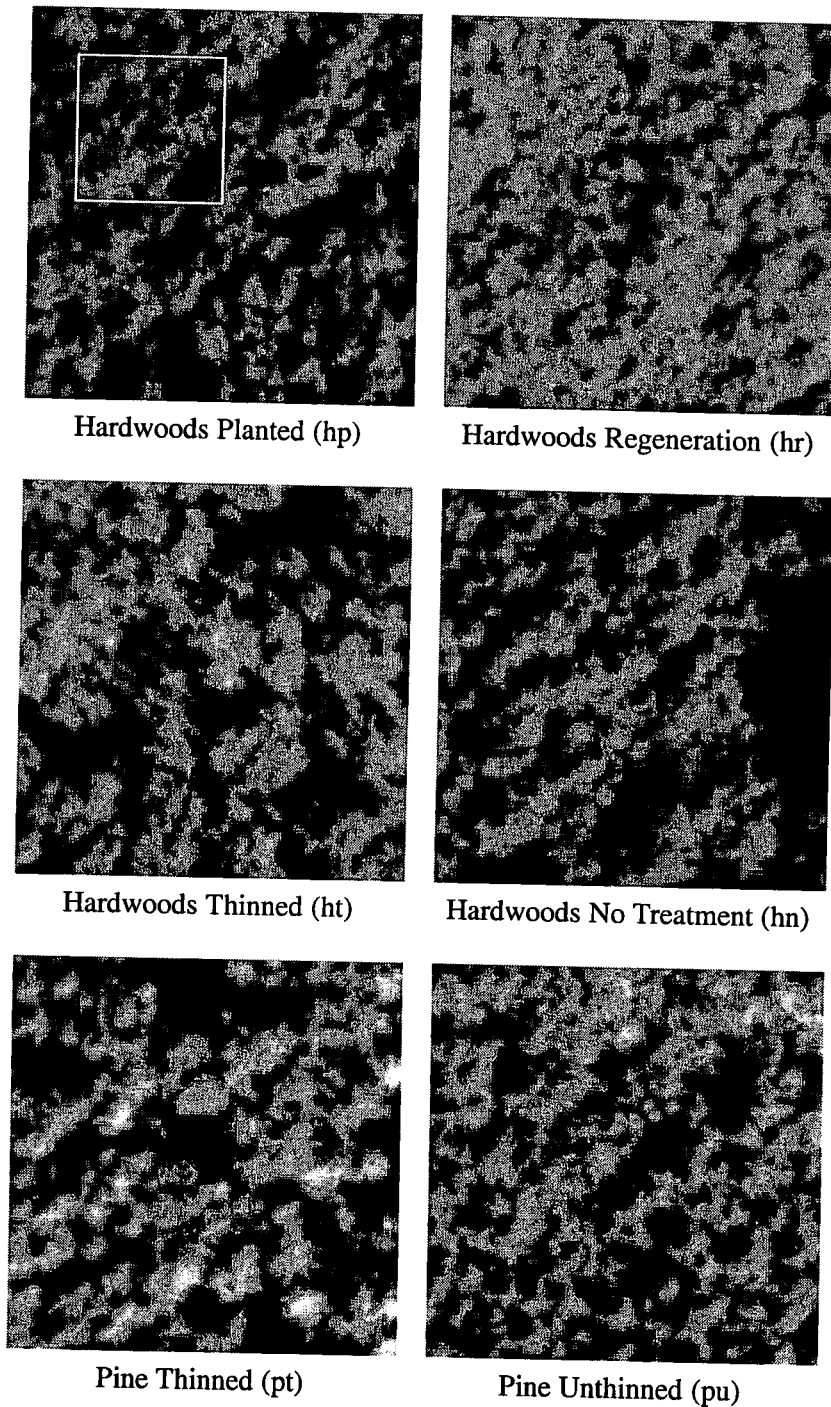 Hardwoods Planted (hp)
Hardwoods Regeneration (hr)
Hardwoods Thinned (ht)
Hardwoods No Treatment (hn)
Pine Thinned (pt)
Pine Unthinned (pu)